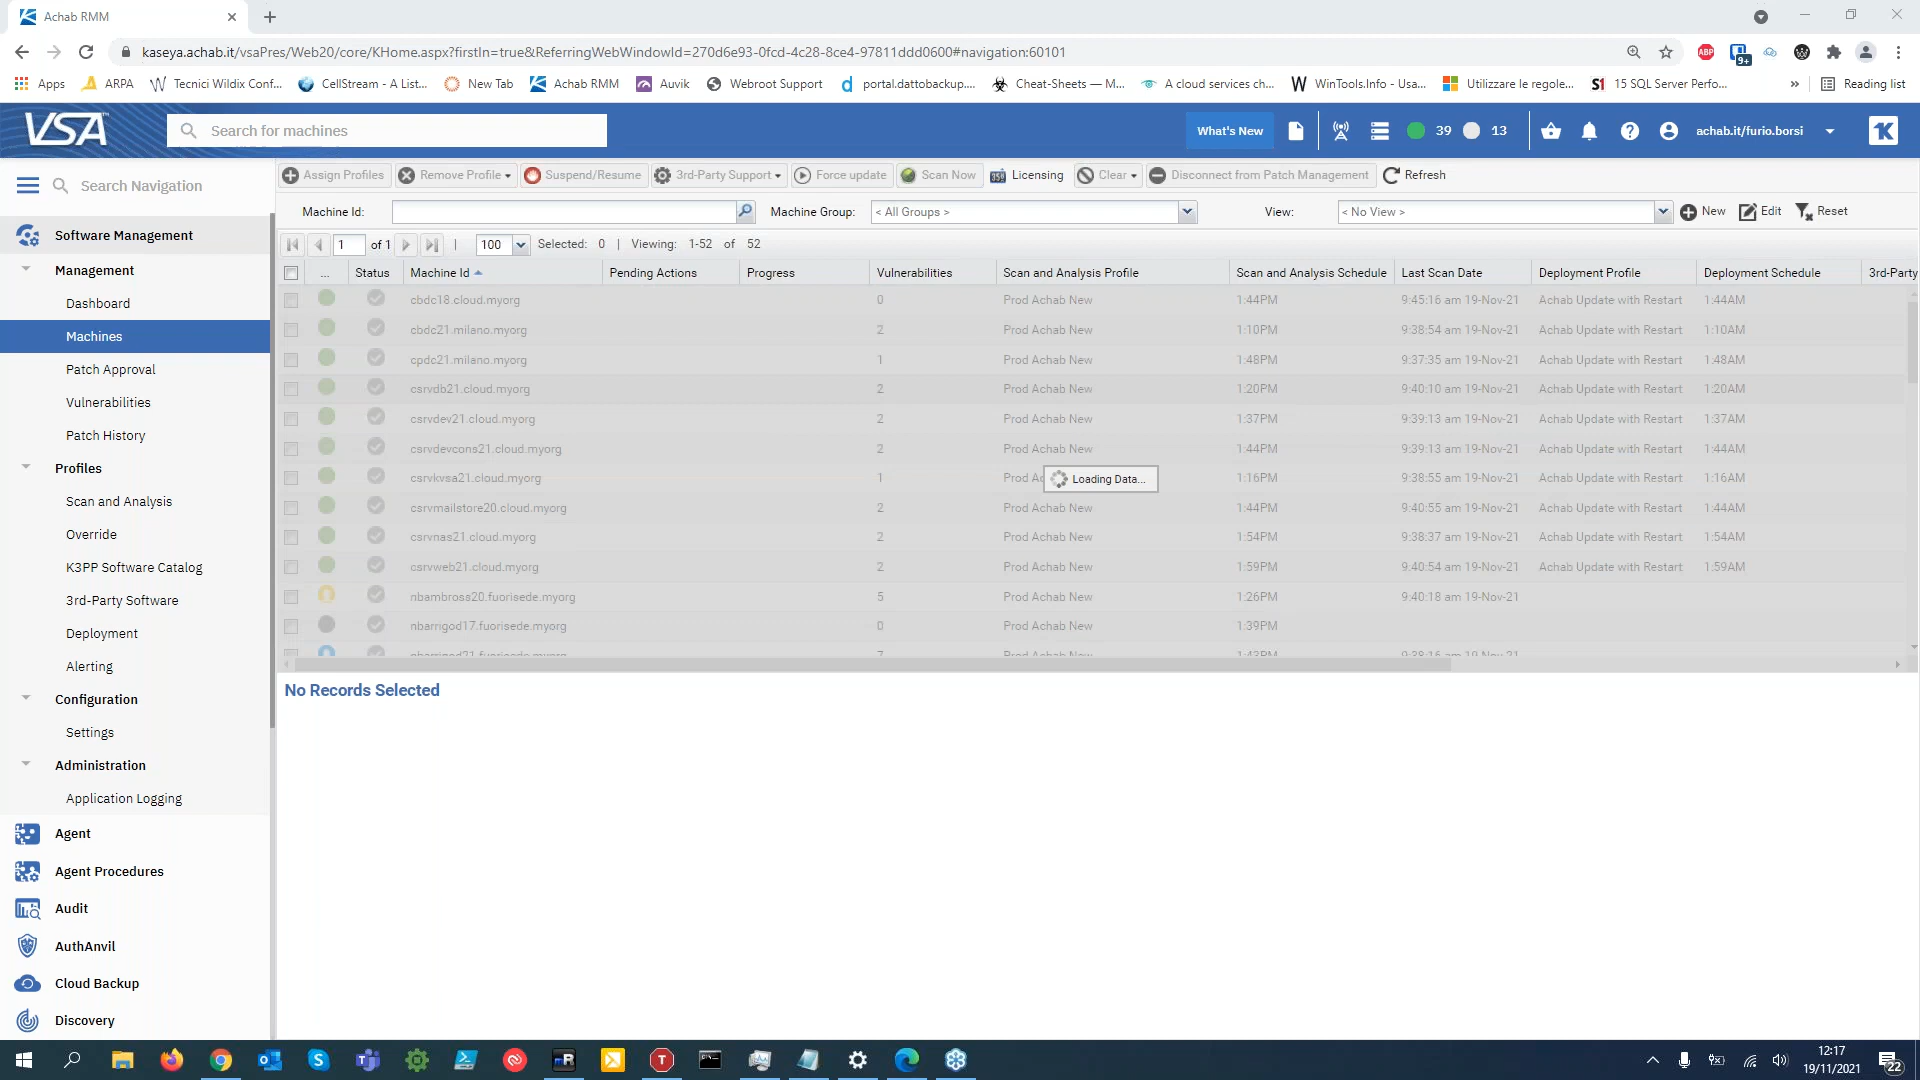 Achab RMM
kaseya.achab.it/vsaPres/Web20/core/KHome.aspx?firstIn=true&ReferringWebWindowId=270d6e93-0fcd-4c28-8ce4-97811ddd0600#navigation:60101
ABP
9+
Apps ARPA Tecnici Wildix Conf... CellStream - A List... New Tab Achab RMM Auvik Webroot Support portal.dattobackup.... Cheat-Sheets — M... A cloud services ch... WinTools.Info - Usa... Utilizzare le regole... S1 15 SQL Server Perfo... » Reading list
VSA
Search for machines
What's New
39
13
achab.it/furio.borsi
Search Navigation
Assign Profiles Remove Profile Suspend/Resume 3rd-Party Support Force update Scan Now Licensing Clear Disconnect from Patch Management Refresh
Machine Id: Machine Group: < All Groups > View: < No View > New Edit Reset
1 of 1 | 100 Selected: 0 | Viewing: 1-52 of 52
... Status Machine Id Pending Actions Progress Vulnerabilities Scan and Analysis Profile Scan and Analysis Schedule Last Scan Date Deployment Profile Deployment Schedule 3rd-Party
cbdc18.cloud.myorg 0 Prod Achab New 1:44PM 9:45:16 am 19-Nov-21 Achab Update with Restart 1:44AM
cbdc21.milano.myorg 2 Prod Achab New 1:10PM 9:38:54 am 19-Nov-21 Achab Update with Restart 1:10AM
cpdc21.milano.myorg 1 Prod Achab New 1:48PM 9:37:35 am 19-Nov-21 Achab Update with Restart 1:48AM
csrvdb21.cloud.myorg 2 Prod Achab New 1:20PM 9:40:10 am 19-Nov-21 Achab Update with Restart 1:20AM
csrvdev21.cloud.myorg 2 Prod Achab New 1:37PM 9:39:13 am 19-Nov-21 Achab Update with Restart 1:37AM
csrvdevcons21.cloud.myorg 2 Prod Achab New 1:44PM 9:39:13 am 19-Nov-21 Achab Update with Restart 1:44AM
csrvkvsa21.cloud.myorg 1 Prod Ac 1:16PM 9:38:55 am 19-Nov-21 Achab Update with Restart 1:16AM
Loading Data...
csrvmailstore20.cloud.myorg 2 Prod Achab New 1:44PM 9:40:55 am 19-Nov-21 Achab Update with Restart 1:44AM
csrvnas21.cloud.myorg 2 Prod Achab New 1:54PM 9:38:37 am 19-Nov-21 Achab Update with Restart 1:54AM
csrvweb21.cloud.myorg 2 Prod Achab New 1:59PM 9:40:54 am 19-Nov-21 Achab Update with Restart 1:59AM
nbambross20.fuorisede.myorg 5 Prod Achab New 1:26PM 9:40:18 am 19-Nov-21
nbarrigod17.fuorisede.myorg 0 Prod Achab New 1:39PM
nbarrigod21.fuorisede.myorg 7 Prod Achab New 1:43PM 9:38:16 am 19-Nov-21
No Records Selected
Software Management
Management
Dashboard
Machines
Patch Approval
Vulnerabilities
Patch History
Profiles
Scan and Analysis
Override
K3PP Software Catalog
3rd-Party Software
Deployment
Alerting
Configuration
Settings
Administration
Application Logging
Agent
Agent Procedures
Audit
AuthAnvil
Cloud Backup
Discovery
12:17
19/11/2021
22